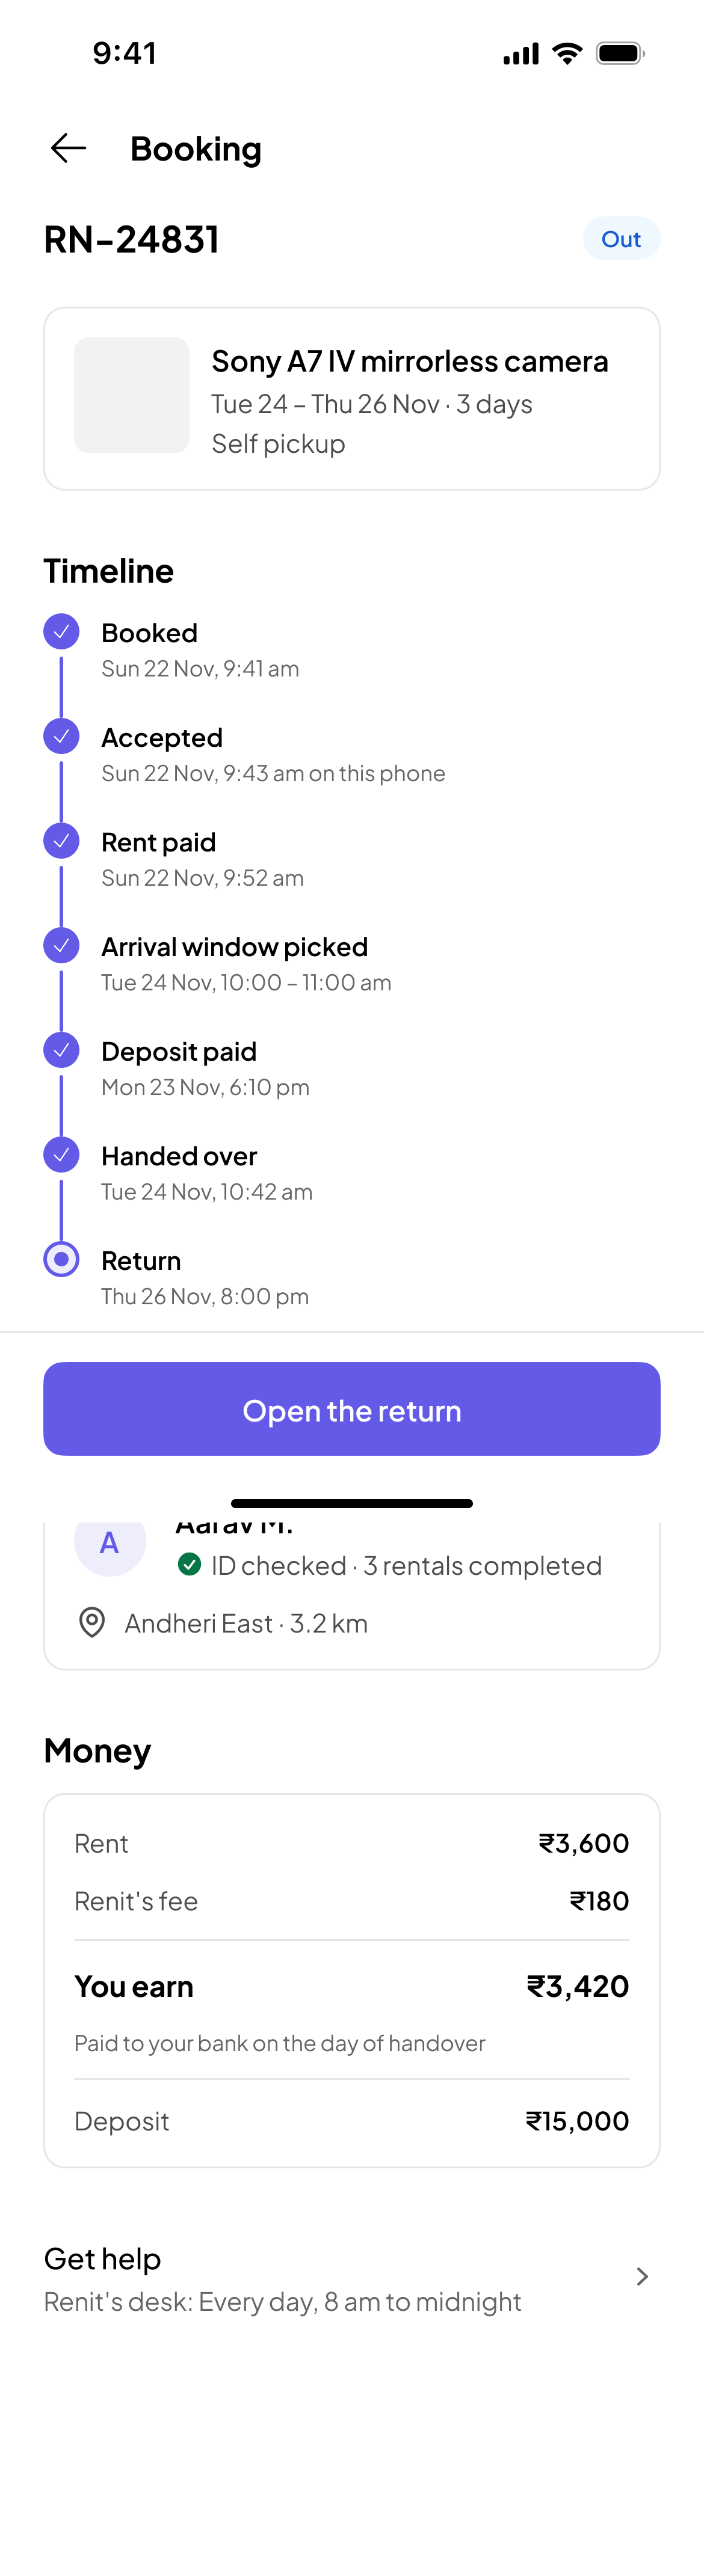 9:41
Booking
RN-24831
Out
Sony A7 IV mirrorless camera
Tue 24 – Thu 26 Nov · 3 days
Self pickup
Timeline
Booked
Sun 22 Nov, 9:41 am
Accepted
Sun 22 Nov, 9:43 am on this phone
Rent paid
Sun 22 Nov, 9:52 am
Arrival window picked
Tue 24 Nov, 10:00 – 11:00 am
Deposit paid
Mon 23 Nov, 6:10 pm
Handed over
Tue 24 Nov, 10:42 am
Return
Thu 26 Nov, 8:00 pm
Open the return
A
Aarav M.
ID checked · 3 rentals completed
Andheri East · 3.2 km
Money
Rent
₹3,600
Renit's fee
₹180
You earn
₹3,420
Paid to your bank on the day of handover
Deposit
₹15,000
Get help
Renit's desk: Every day, 8 am to midnight